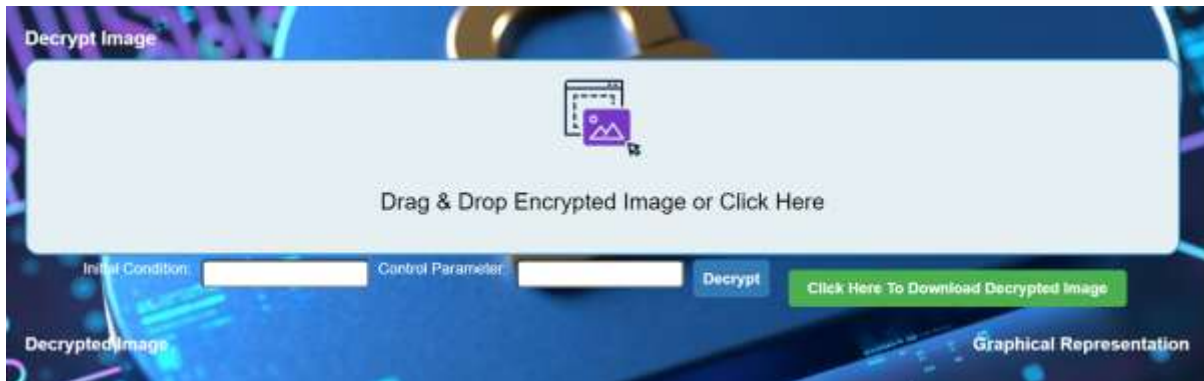 Decrypt Image
Drag & Drop Encrypted Image or Click Here
Initial Condition: Control Parameter: Decrypt Click Here To Download Decrypted Image
Decrypted Image Graphical Representation